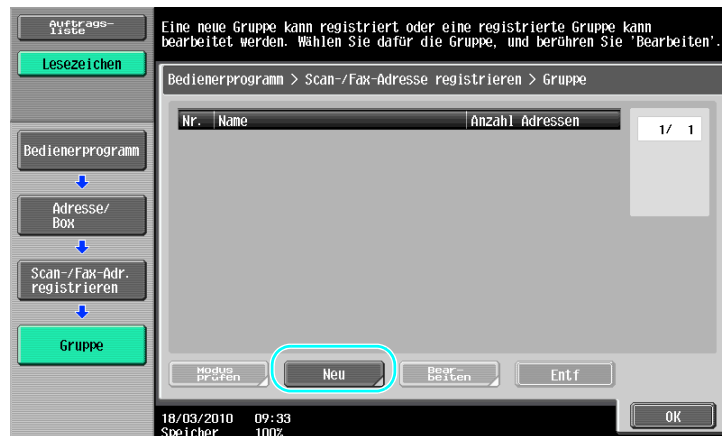 Auftrags-
liste
Lesezeichen
Eine neue Gruppe kann registriert oder eine registrierte Gruppe kann
bearbeitet werden. Wählen Sie dafür die Gruppe, und berühren Sie 'Bearbeiten'.
Bedienerprogramm > Scan-/Fax-Adresse registrieren > Gruppe
Nr. Name Anzahl Adressen
1/ 1
Bedienerprogramm
Adresse/
Box
Scan-/Fax-Adr.
registrieren
Gruppe
Modus
prüfen
Neu
Bear-
beiten
Entf
OK
18/03/2010 09:33
Speicher 100%